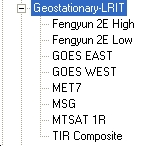 Geostationary-LRIT
Fengyun 2E High
Fengyun 2E Low
GOES EAST
GOES WEST
MET7
MSG
MTSAT 1R
TIR Composite